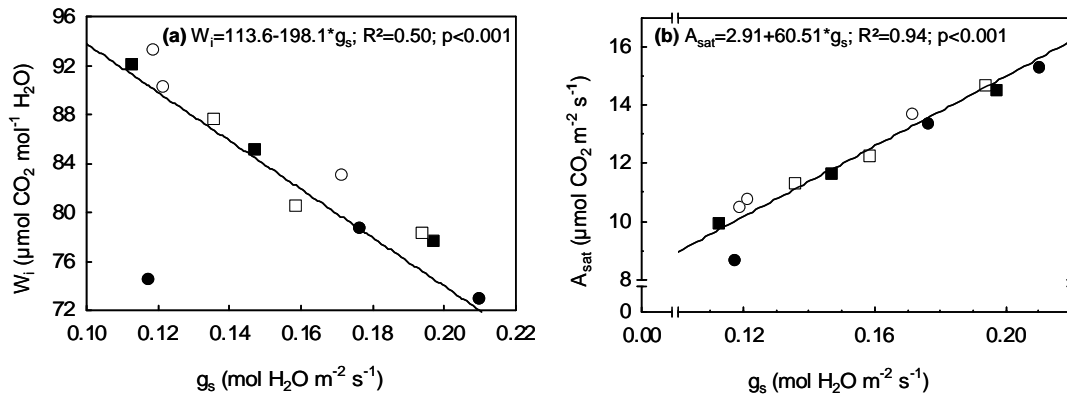 (a) Wi=113.6-198.1*gs; R²=0.50; p<0.001
96
92
88
84
80
76
72
0.10 0.12 0.14 0.16 0.18 0.20 0.22
Wi (µmol CO2 mol-1 H2O)
gs (mol H2O m-2 s-1)
(b) Asat=2.91+60.51*gs; R²=0.94; p<0.001
16
14
12
10
8
0
0.00 0.12 0.16 0.20
Asat (µmol CO2 m-2 s-1)
gs (mol H2O m-2 s-1)